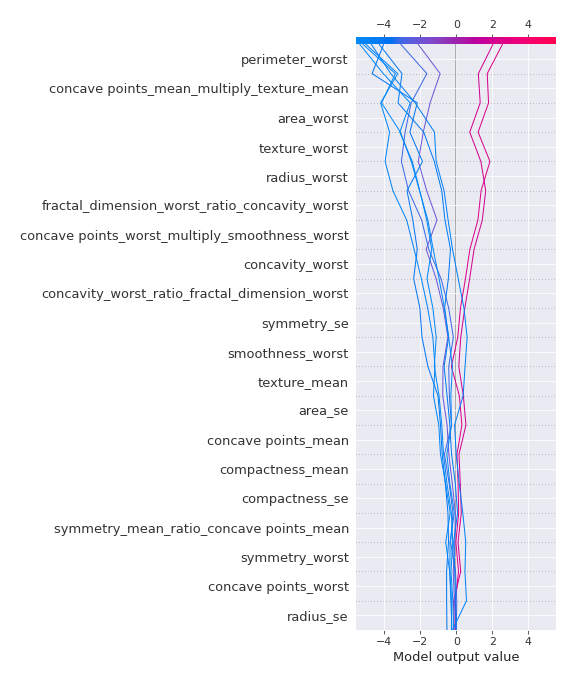 −4 −2 0 2 4
perimeter_worst
concave points_mean_multiply_texture_mean
area_worst
texture_worst
radius_worst
fractal_dimension_worst_ratio_concavity_worst
concave points_worst_multiply_smoothness_worst
concavity_worst
concavity_worst_ratio_fractal_dimension_worst
symmetry_se
smoothness_worst
texture_mean
area_se
concave points_mean
compactness_mean
compactness_se
symmetry_mean_ratio_concave points_mean
symmetry_worst
concave points_worst
radius_se
−4 −2 0 2 4
Model output value